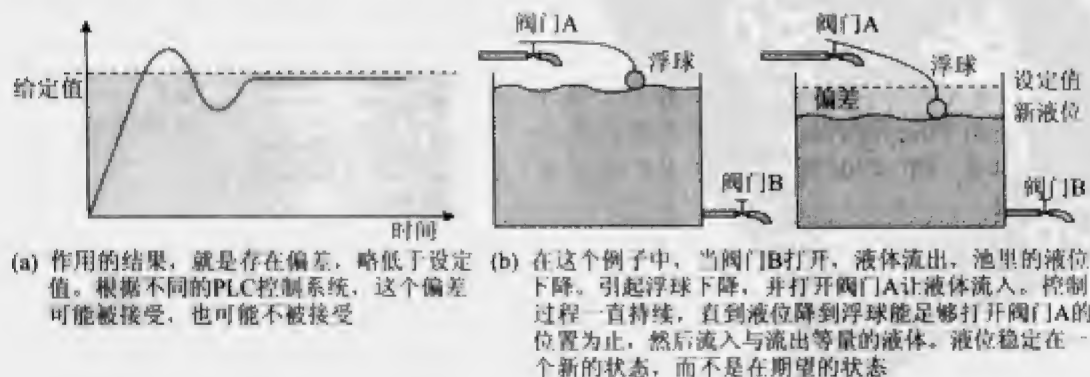 给定值
时间
阀门A
浮球
阀门B
阀门A
浮球
设定值
偏差
新液位
阀门B
(a) 作用的结果，就是存在偏差，略低于设定
值。根据不同的PLC控制系统，这个偏差
可能被接受，也可能不被接受
(b) 在这个例子中，当阀门B打开，液体流出，池里的液位
下降。引起浮球下降，并打开阀门A让液体流入。控制
过程一直持续，直到液位降到浮球能足够打开阀门A的
位置为止，然后流入与流出等量的液体。液位稳定在一
个新的状态，而不是在期望的状态